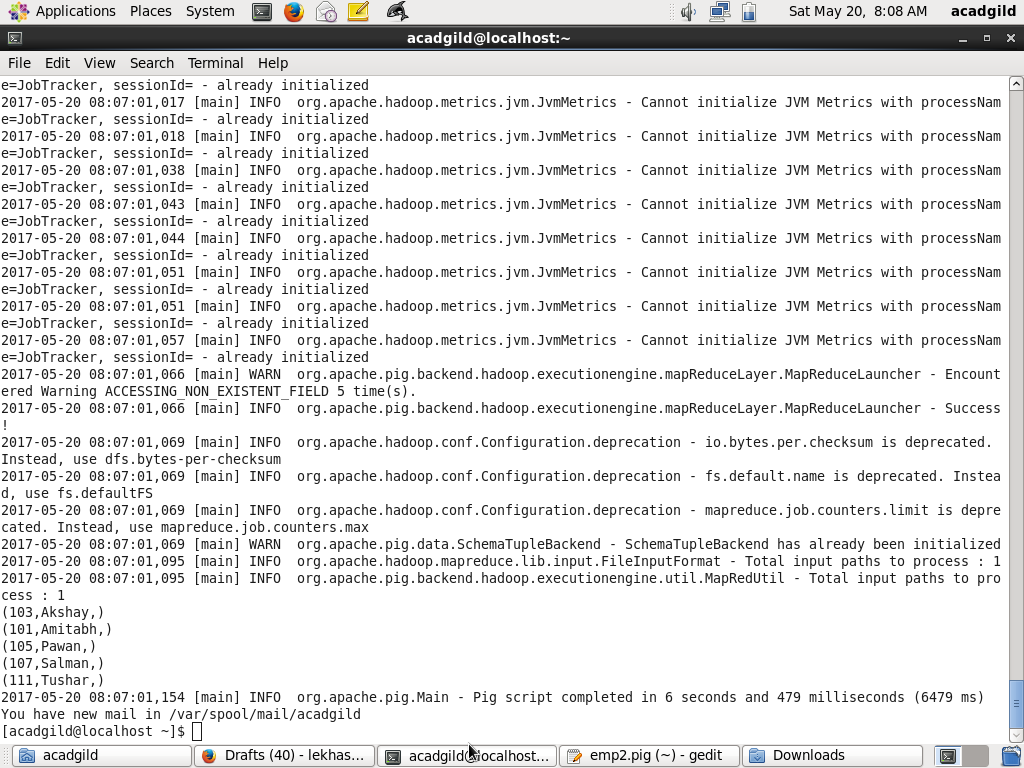 Applications Places System Sat May 20, 8:08 AM acadgild
acadgild@localhost:~
File Edit View Search Terminal Help
e=JobTracker, sessionId= - already initialized
2017-05-20 08:07:01,017 [main] INFO  org.apache.hadoop.metrics.jvm.JvmMetrics - Cannot initialize JVM Metrics with processNam
e=JobTracker, sessionId= - already initialized
2017-05-20 08:07:01,018 [main] INFO  org.apache.hadoop.metrics.jvm.JvmMetrics - Cannot initialize JVM Metrics with processNam
e=JobTracker, sessionId= - already initialized
2017-05-20 08:07:01,038 [main] INFO  org.apache.hadoop.metrics.jvm.JvmMetrics - Cannot initialize JVM Metrics with processNam
e=JobTracker, sessionId= - already initialized
2017-05-20 08:07:01,043 [main] INFO  org.apache.hadoop.metrics.jvm.JvmMetrics - Cannot initialize JVM Metrics with processNam
e=JobTracker, sessionId= - already initialized
2017-05-20 08:07:01,044 [main] INFO  org.apache.hadoop.metrics.jvm.JvmMetrics - Cannot initialize JVM Metrics with processNam
e=JobTracker, sessionId= - already initialized
2017-05-20 08:07:01,051 [main] INFO  org.apache.hadoop.metrics.jvm.JvmMetrics - Cannot initialize JVM Metrics with processNam
e=JobTracker, sessionId= - already initialized
2017-05-20 08:07:01,051 [main] INFO  org.apache.hadoop.metrics.jvm.JvmMetrics - Cannot initialize JVM Metrics with processNam
e=JobTracker, sessionId= - already initialized
2017-05-20 08:07:01,057 [main] INFO  org.apache.hadoop.metrics.jvm.JvmMetrics - Cannot initialize JVM Metrics with processNam
e=JobTracker, sessionId= - already initialized
2017-05-20 08:07:01,066 [main] WARN  org.apache.pig.backend.hadoop.executionengine.mapReduceLayer.MapReduceLauncher - Encount
ered Warning ACCESSING_NON_EXISTENT_FIELD 5 time(s).
2017-05-20 08:07:01,066 [main] INFO  org.apache.pig.backend.hadoop.executionengine.mapReduceLayer.MapReduceLauncher - Success
!
2017-05-20 08:07:01,069 [main] INFO  org.apache.hadoop.conf.Configuration.deprecation - io.bytes.per.checksum is deprecated.
Instead, use dfs.bytes-per-checksum
2017-05-20 08:07:01,069 [main] INFO  org.apache.hadoop.conf.Configuration.deprecation - fs.default.name is deprecated. Instea
d, use fs.defaultFS
2017-05-20 08:07:01,069 [main] INFO  org.apache.hadoop.conf.Configuration.deprecation - mapreduce.job.counters.limit is depre
cated. Instead, use mapreduce.job.counters.max
2017-05-20 08:07:01,069 [main] WARN  org.apache.pig.data.SchemaTupleBackend - SchemaTupleBackend has already been initialized
2017-05-20 08:07:01,095 [main] INFO  org.apache.hadoop.mapreduce.lib.input.FileInputFormat - Total input paths to process : 1
2017-05-20 08:07:01,095 [main] INFO  org.apache.pig.backend.hadoop.executionengine.util.MapRedUtil - Total input paths to pro
cess : 1
(103,Akshay,)
(101,Amitabh,)
(105,Pawan,)
(107,Salman,)
(111,Tushar,)
2017-05-20 08:07:01,154 [main] INFO  org.apache.pig.Main - Pig script completed in 6 seconds and 479 milliseconds (6479 ms)
You have new mail in /var/spool/mail/acadgild
[acadgild@localhost ~]$
acadgild Drafts (40) - lekhas... acadgild@localhost:... emp2.pig (~) - gedit Downloads